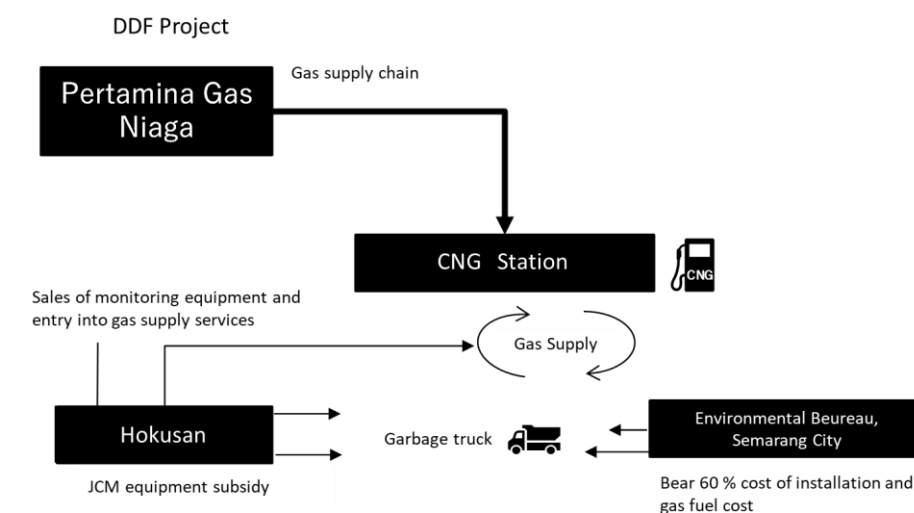 DDF Project
Gas supply chain
Pertamina Gas
Niaga
CNG Station
CNG
Sales of monitoring equipment and
entry into gas supply services
Gas Supply
Hokusan
Garbage truck
Environmental Beureau,
Semarang City
JCM equipment subsidy
Bear 60 % cost of installation and
gas fuel cost